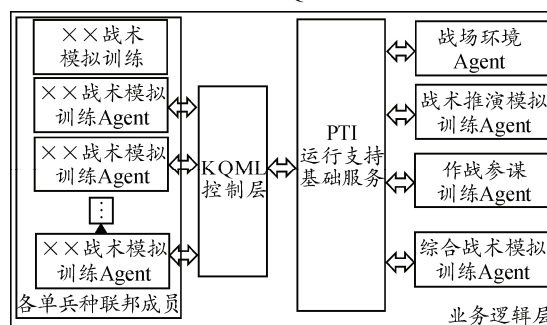 ××战术
模拟训练
××战术模拟
训练Agent
××战术模拟
训练Agent
⋮
××战术模拟
训练Agent
各单兵种联邦成员
KQML
控制层
PTI
运行支持
基础服务
战场环境
Agent
战术推演模拟
训练Agent
作战参谋
训练Agent
综合战术模拟
训练Agent
业务逻辑层